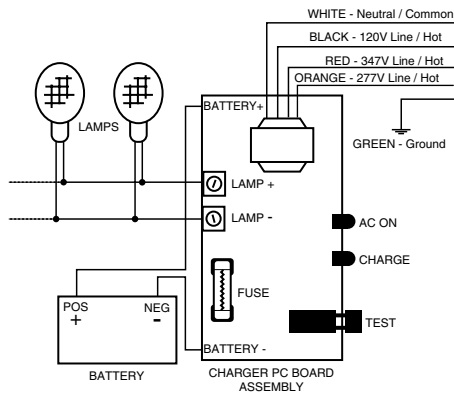 WHITE - Neutral / Common
BLACK - 120V Line / Hot
RED - 347V Line / Hot
ORANGE - 277V Line / Hot
BATTERY+
LAMPS
GREEN - Ground
LAMP +
LAMP -
AC ON
CHARGE
FUSE
POS
NEG
+
-
TEST
BATTERY -
BATTERY
CHARGER PC BOARD
ASSEMBLY